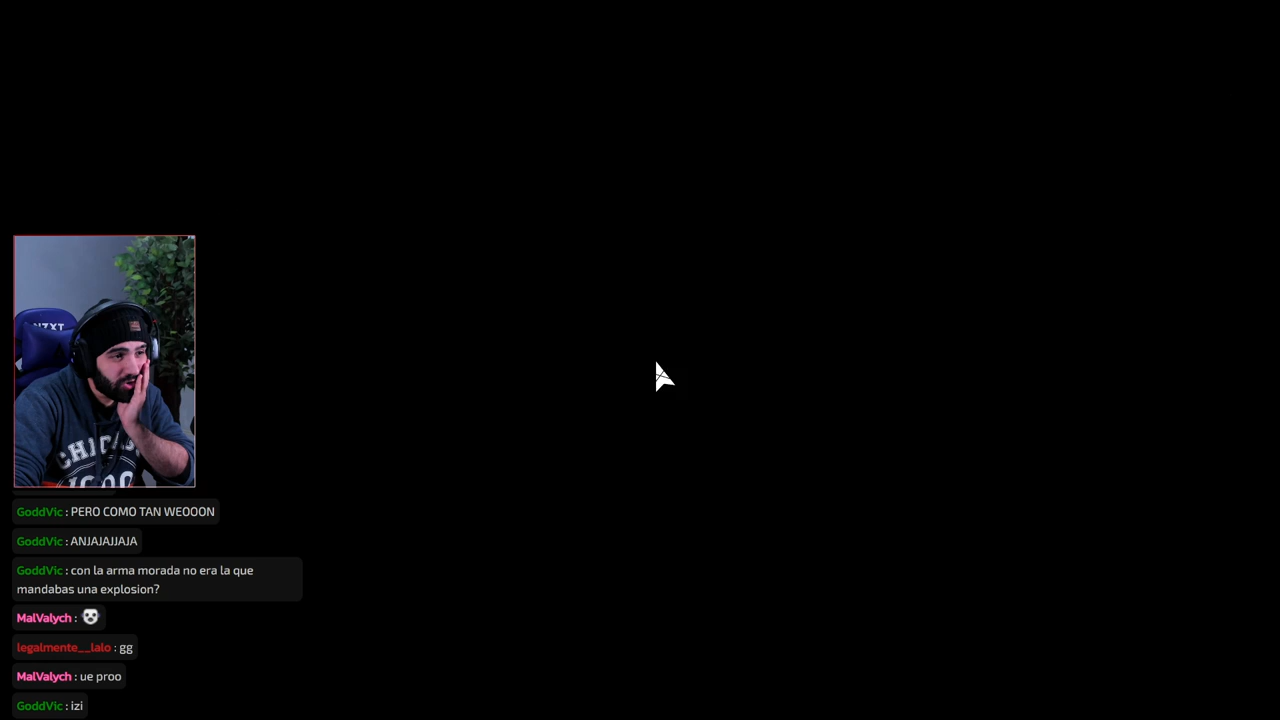 NZXT
GoddVic : PERO COMO TAN WEOOON
GoddVic : ANJAJAJJAJA
GoddVic : con la arma morada no era la que
mandabas una explosion?
MalValych :
legalmente__lalo : gg
MalValych : ue proo
GoddVic : izi